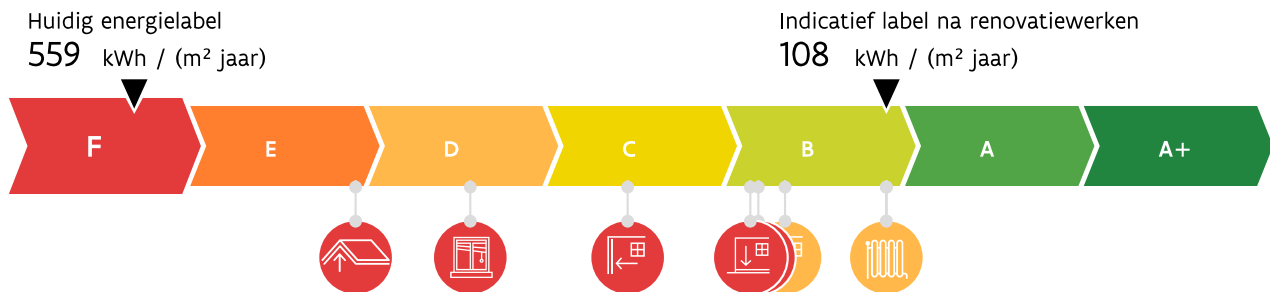 Huidig energielabel
559 kWh / (m² jaar)
Indicatief label na renovatiewerken
108 kWh / (m² jaar)
F E D C B A A+